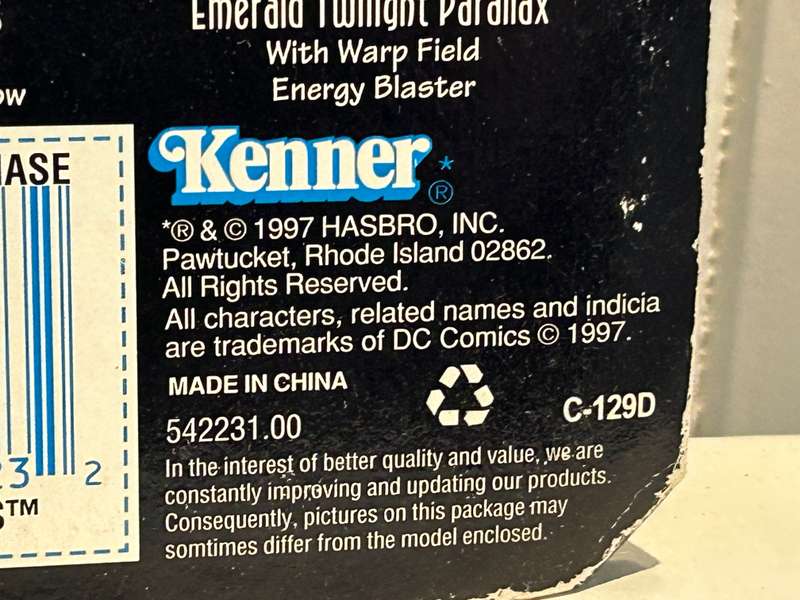 Emerald Twilight Parallax
With Warp Field
Energy Blaster
Kenner*®
*® & © 1997 HASBRO, INC.
Pawtucket, Rhode Island 02862.
All Rights Reserved.
All characters, related names and indicia
are trademarks of DC Comics © 1997.
MADE IN CHINA
542231.00
C-129D
In the interest of better quality and value, we are
constantly improving and updating our products.
Consequently, pictures on this package may
somtimes differ from the model enclosed.
23 2
TM